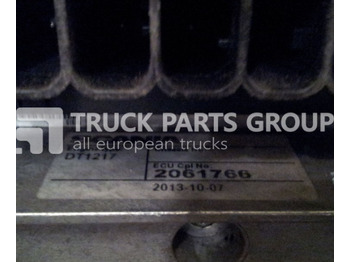 TRUCK PARTS GROUP
all european trucks
DT1217
ECU Cpl No.
2061766
2013-10-07